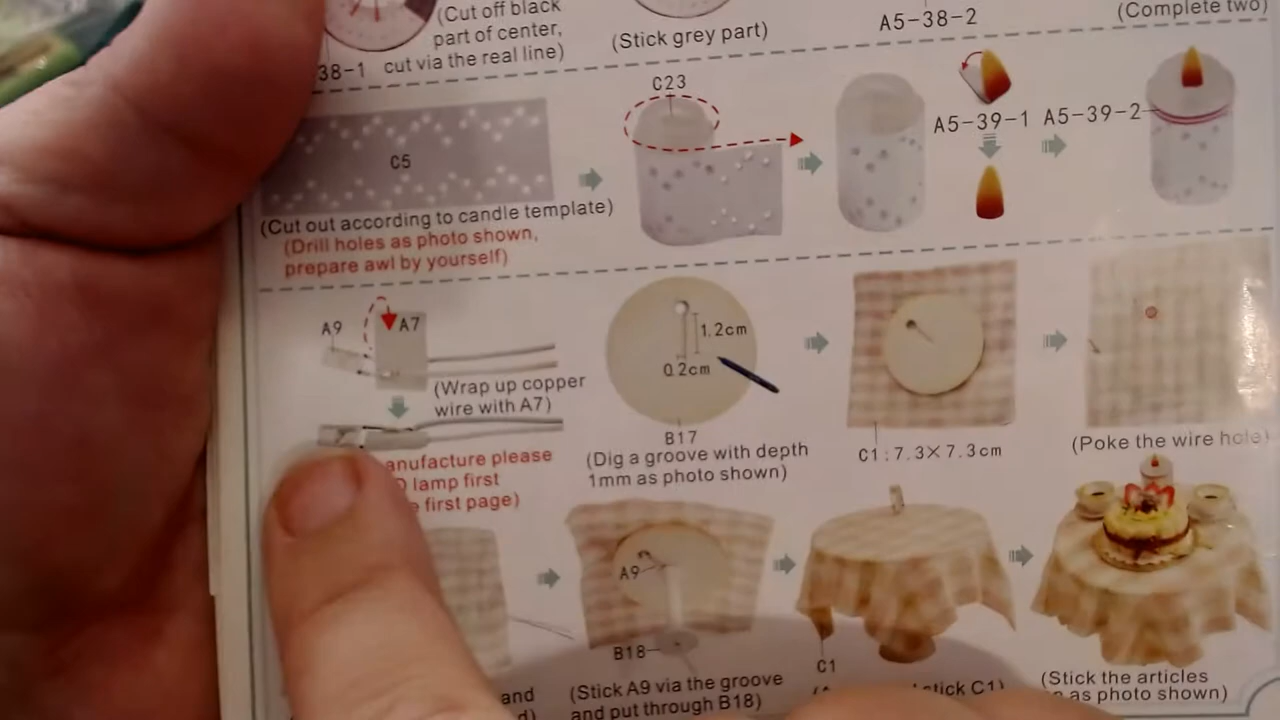 (Cut off black
part of center,
cut via the real line)
38-1
(Stick grey part)
A5-38-2
(Complete two)
C5
(Cut out according to candle template)
(Drill holes as photo shown,
prepare awl by yourself)
C23
A5-39-1
A5-39-2
A9
A7
(Wrap up copper
wire with A7)
anufacture please
lamp first
first page)
1.2cm
0.2cm
B17
(Dig a groove with depth
1mm as photo shown)
C1:7.3×7.3cm
(Poke the wire hole)
and
A9
B18
(Stick A9 via the groove
and put through B18)
C1
stick C1)
(Stick the articles
as photo shown)